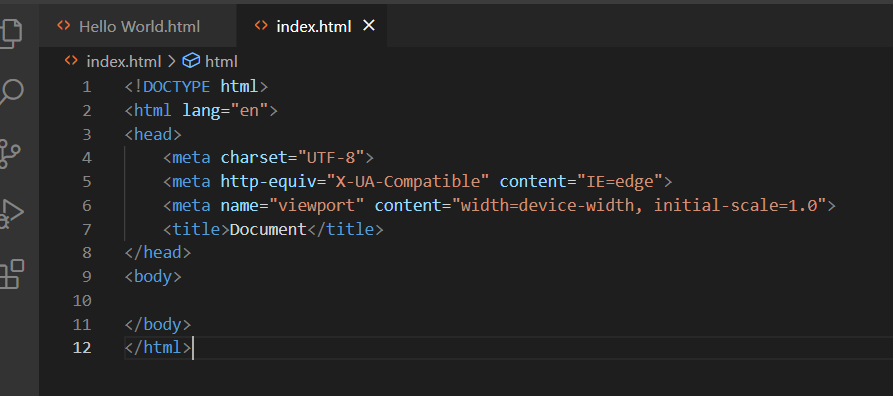 Hello World.html index.html
index.html html
1 <!DOCTYPE html>
2 <html lang="en">
3 <head>
4     <meta charset="UTF-8">
5     <meta http-equiv="X-UA-Compatible" content="IE=edge">
6     <meta name="viewport" content="width=device-width, initial-scale=1.0">
7     <title>Document</title>
8 </head>
9 <body>
10
11 </body>
12 </html>